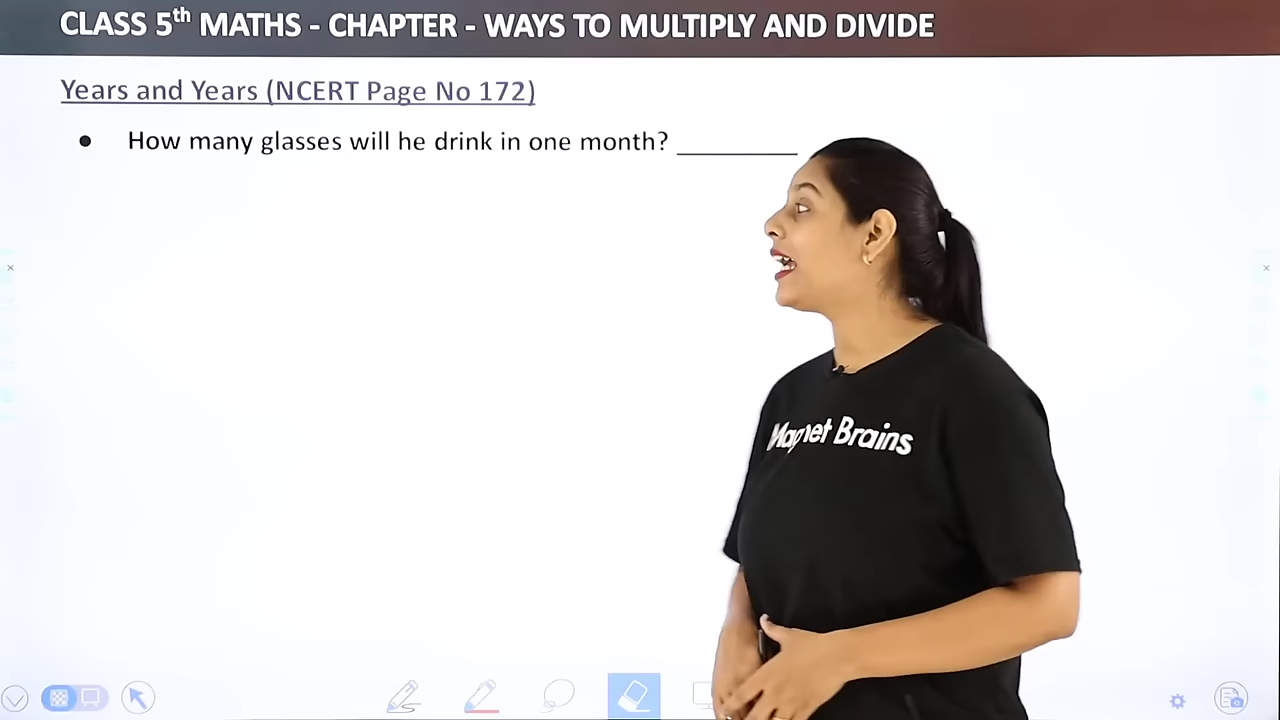 CLASS 5th MATHS - CHAPTER - WAYS TO MULTIPLY AND DIVIDE
Years and Years (NCERT Page No 172)
● How many glasses will he drink in one month? __________
Magnet Brains